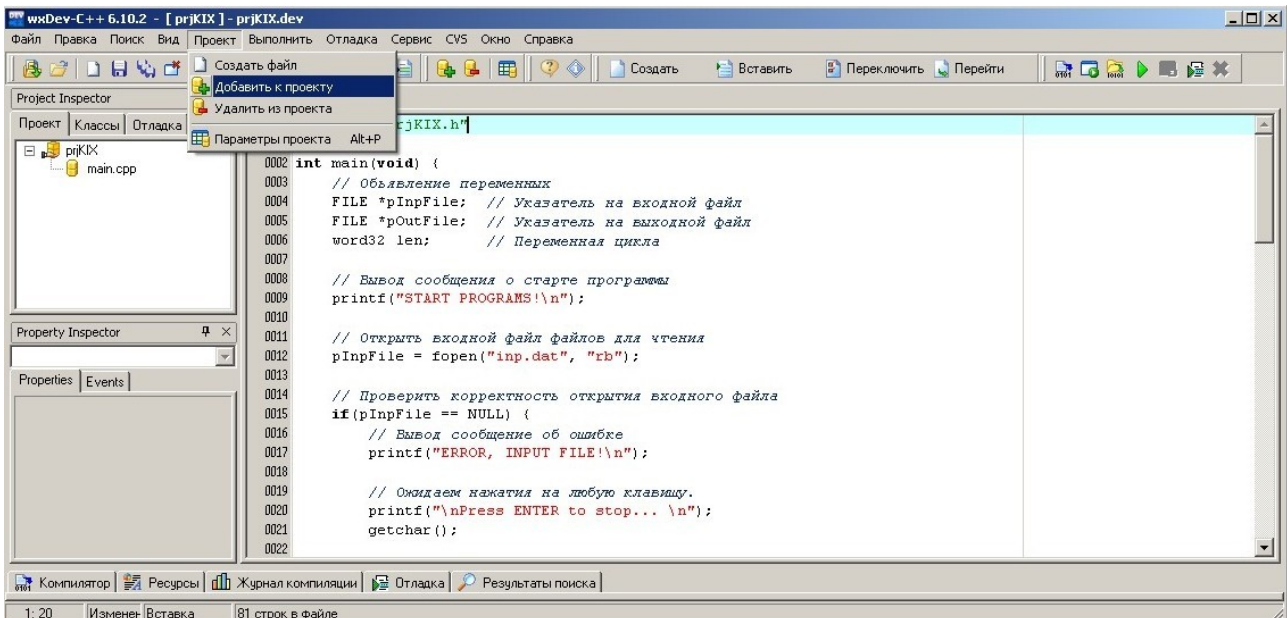 wxDev-C++ 6.10.2 - [ prjKIX ] - prjKIX.dev
Файл Правка Поиск Вид Проект Выполнить Отладка Сервис CVS Окно Справка
Создать Вставить Переключить Перейти
Создать файл
Добавить к проекту
Удалить из проекта
Параметры проекта Alt+P
Project Inspector
Проект Классы Отладка
prjKIX
main.cpp
Property Inspector
Properties Events
rjKIX.h"
0002 int main(void) {
0003 // Обьявление переменных
0004 FILE *pInpFile; // Указатель на входной файл
0005 FILE *pOutFile; // Указатель на выходной файл
0006 word32 len; // Переменная цикла
0007
0008 // Вывод сообщения о старте программы
0009 printf("START PROGRAMS!\n");
0010
0011 // Открыть входной файл файлов для чтения
0012 pInpFile = fopen("inp.dat", "rb");
0013
0014 // Проверить корректность открытия входного файла
0015 if(pInpFile == NULL) {
0016 // Вывод сообщение об ошибке
0017 printf("ERROR, INPUT FILE!\n");
0018
0019 // Ожидаем нажатия на любую клавищу.
0020 printf("\nPress ENTER to stop... \n");
0021 getchar();
0022
Компилятор Ресурсы Журнал компиляции Отладка Результаты поиска
1: 20 Изменен Вставка 81 строк в файле